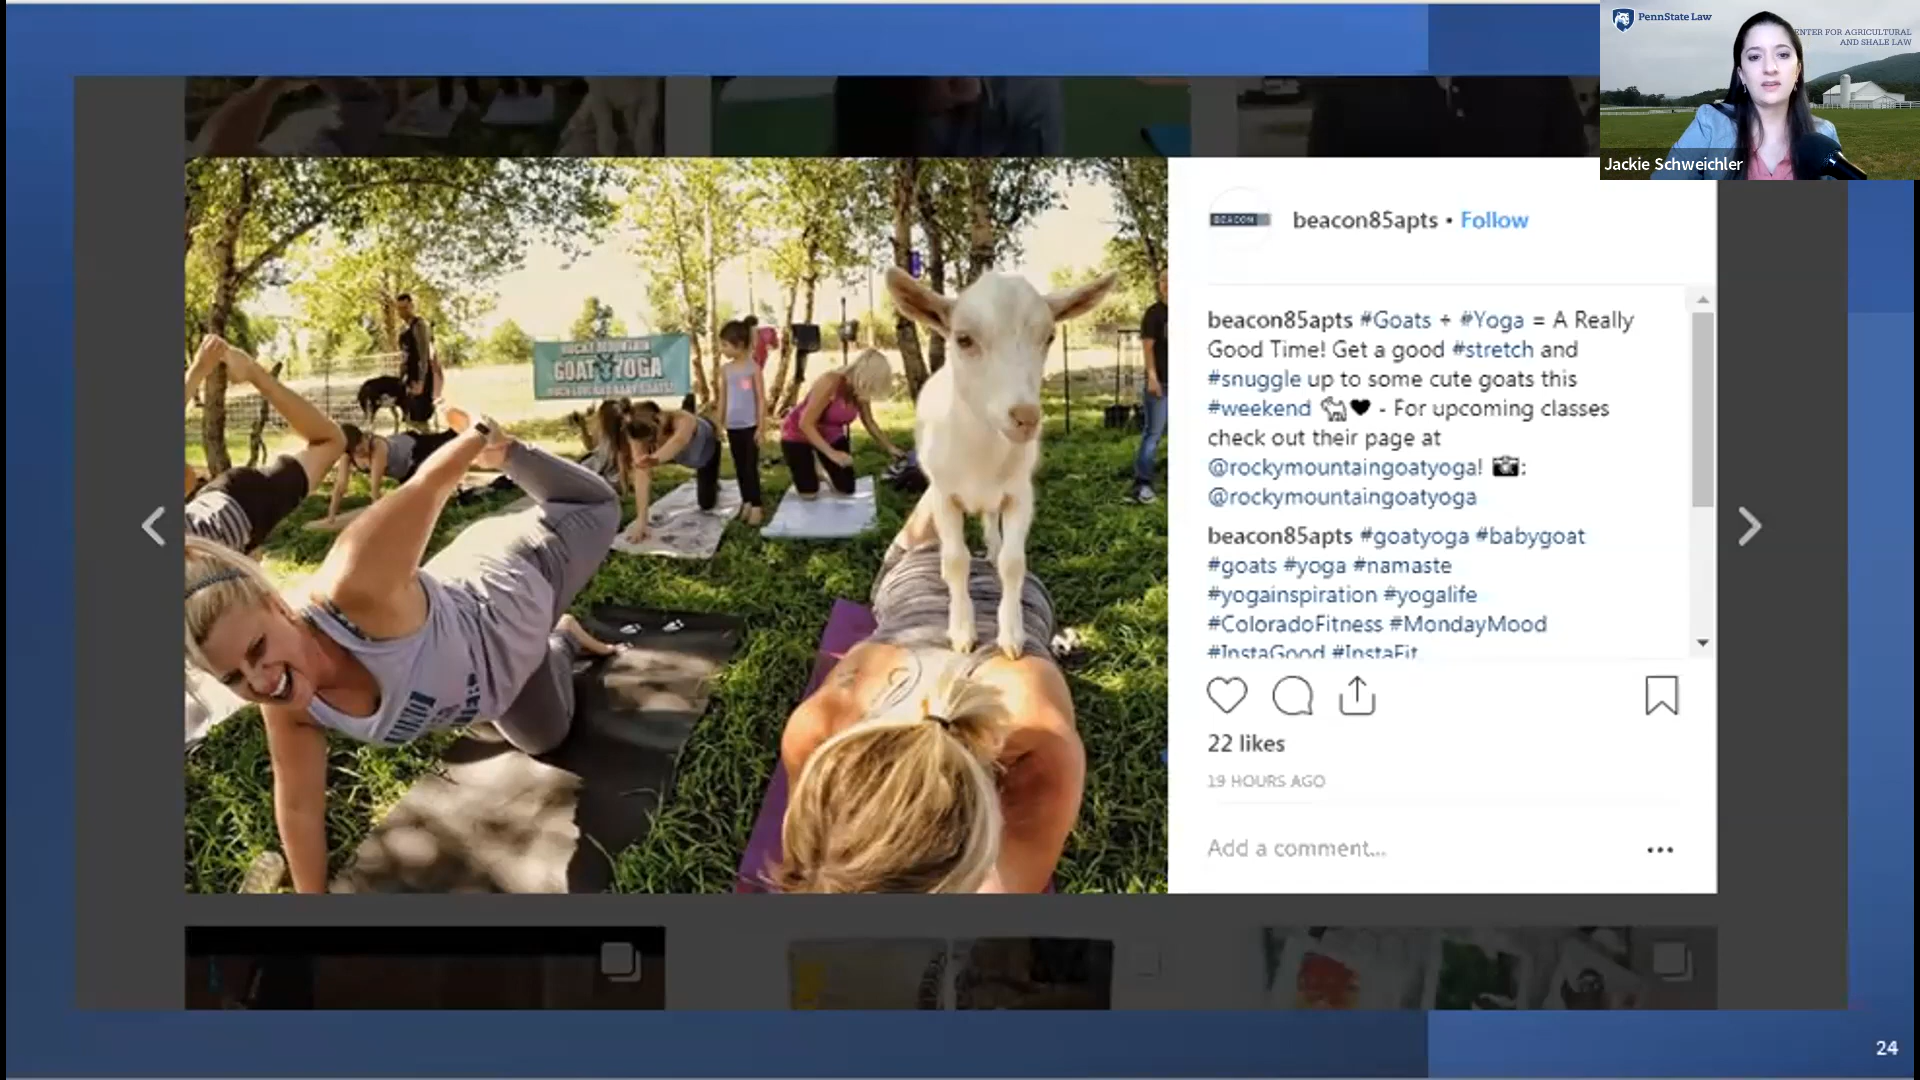 PennState Law
CENTER FOR AGRICULTURAL
AND SHALE LAW
Jackie Schweichler
ROCKY MOUNTAIN
GOAT YOGA
BEACON
beacon85apts • Follow
beacon85apts #Goats + #Yoga = A Really
Good Time! Get a good #stretch and
#snuggle up to some cute goats this
#weekend 🐐🖤 - For upcoming classes
check out their page at
@rockymountaingoatyoga! 📷:
@rockymountaingoatyoga
beacon85apts #goatyoga #babygoat
#goats #yoga #namaste
#yogainspiration #yogalife
#ColoradoFitness #MondayMood
#InstaGood #InstaFit
22 likes
19 HOURS AGO
Add a comment...
24